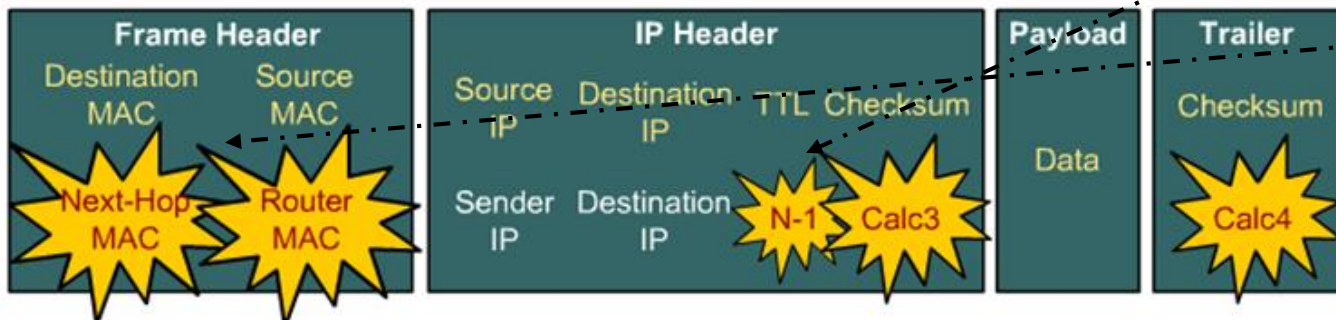 Frame Header
Destination MAC
Source MAC
Next-Hop MAC
Router MAC
IP Header
Source IP
Destination IP
TTL
Checksum
Sender IP
Destination IP
N-1
Calc3
Payload
Data
Trailer
Checksum
Calc4